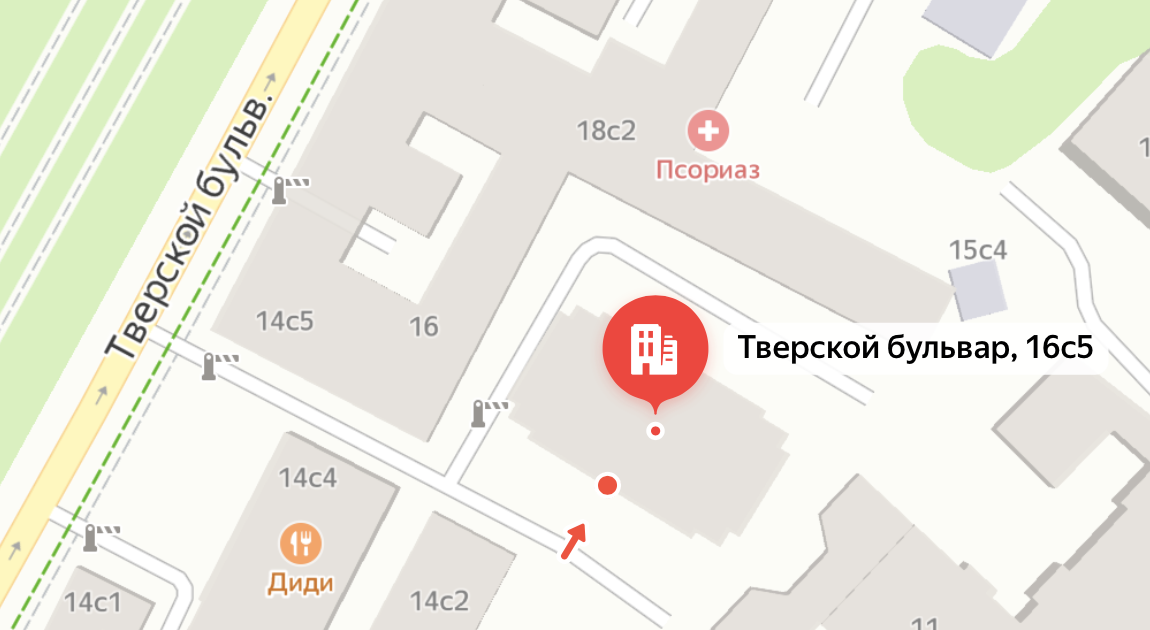 Тверской бульв.
18с2
Псориаз
15с4
14с5
16
Тверской бульвар, 16с5
14с4
Диди
14с1
14с2
11